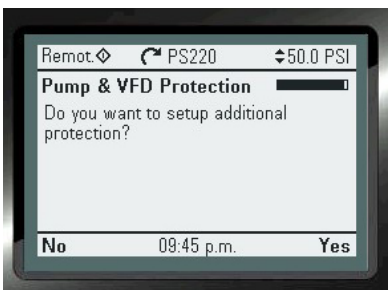 Remot. PS220 50.0 PSI
Pump & VFD Protection
Do you want to setup additional
protection?
No 09:45 p.m. Yes